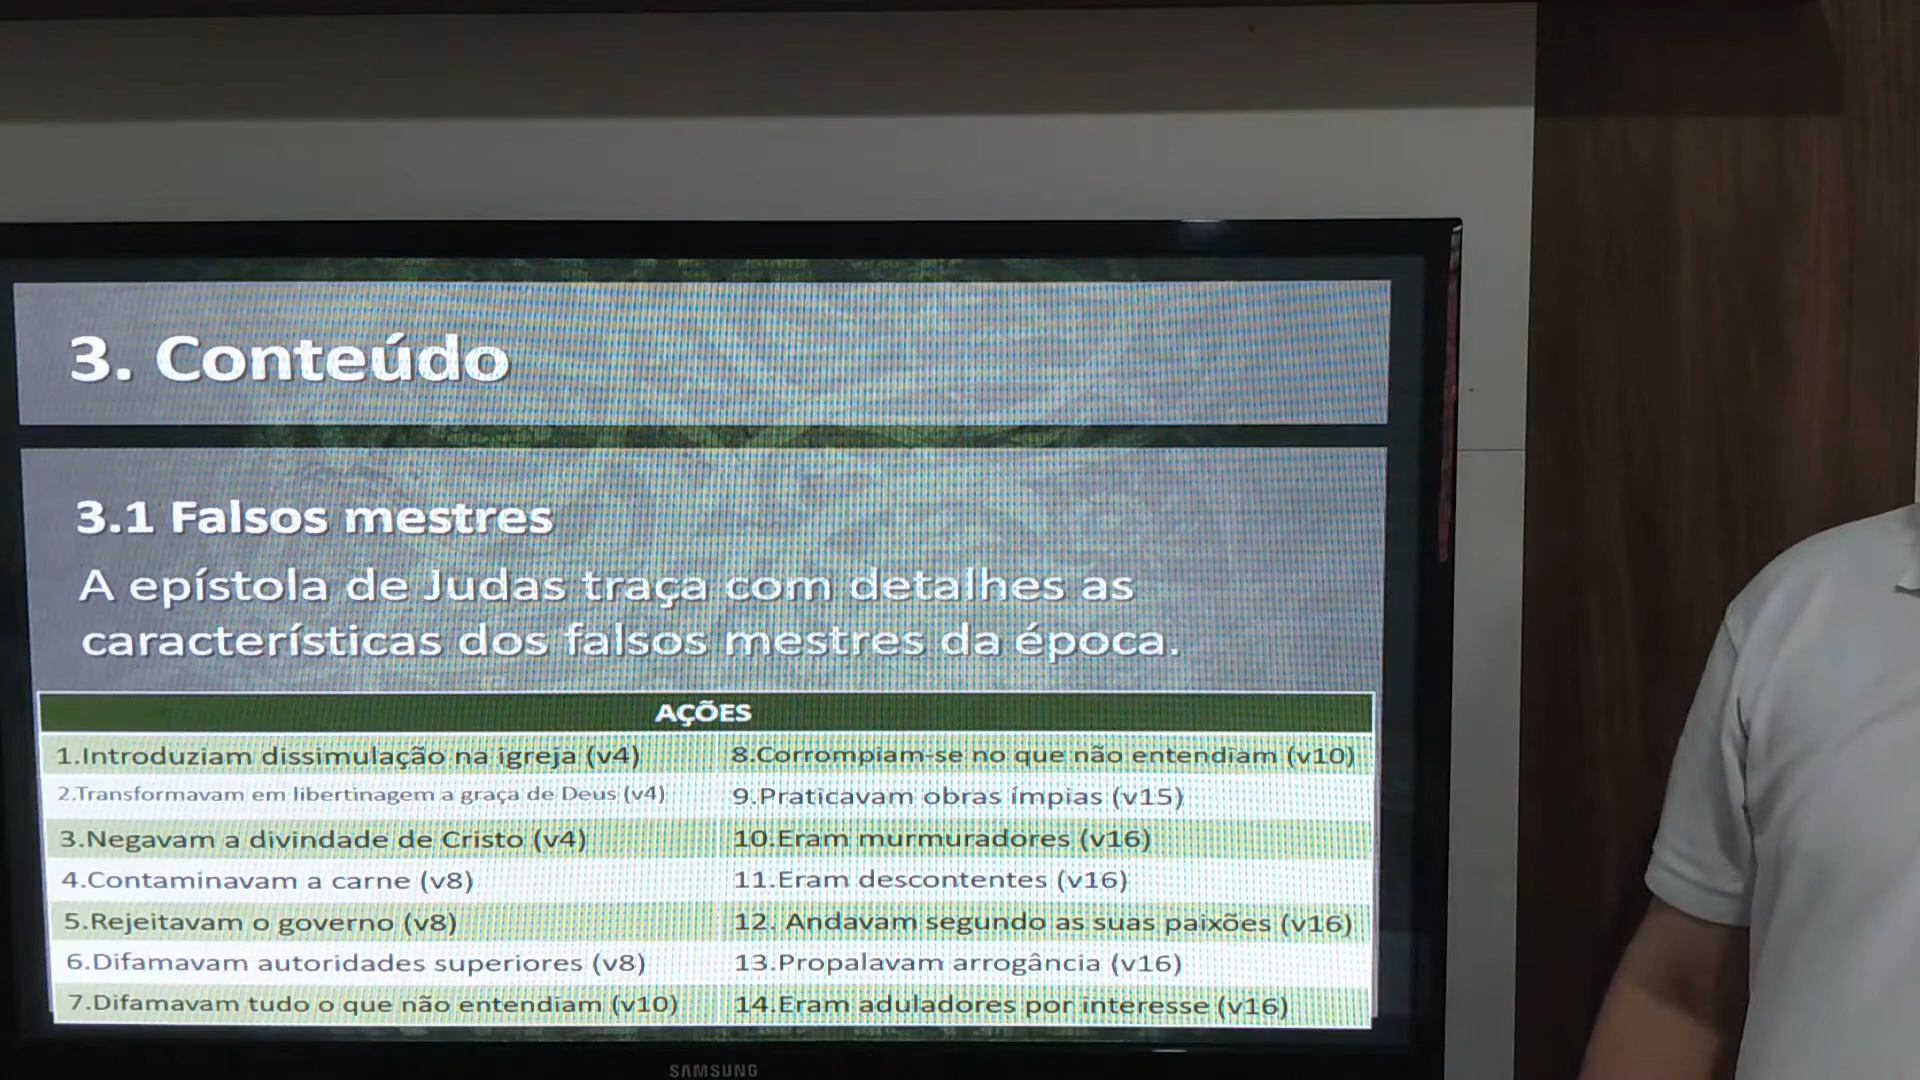 3. Conteúdo
3.1 Falsos mestres
A epístola de Judas traça com detalhes as
características dos falsos mestres da época.
AÇÕES
1.Introduziam dissimulação na igreja (v4)
2.Transformavam em libertinagem a graça de Deus (v4)
3.Negavam a divindade de Cristo (v4)
4.Contaminavam a carne (v8)
5.Rejeitavam o governo (v8)
6.Difamavam autoridades superiores (v8)
7.Difamavam tudo o que não entendiam (v10)
8.Corrompiam-se no que não entendiam (v10)
9.Praticavam obras ímpias (v15)
10.Eram murmuradores (v16)
11.Eram descontentes (v16)
12. Andavam segundo as suas paixões (v16)
13.Propalavam arrogância (v16)
14.Eram aduladores por interesse (v16)
SAMSUNG